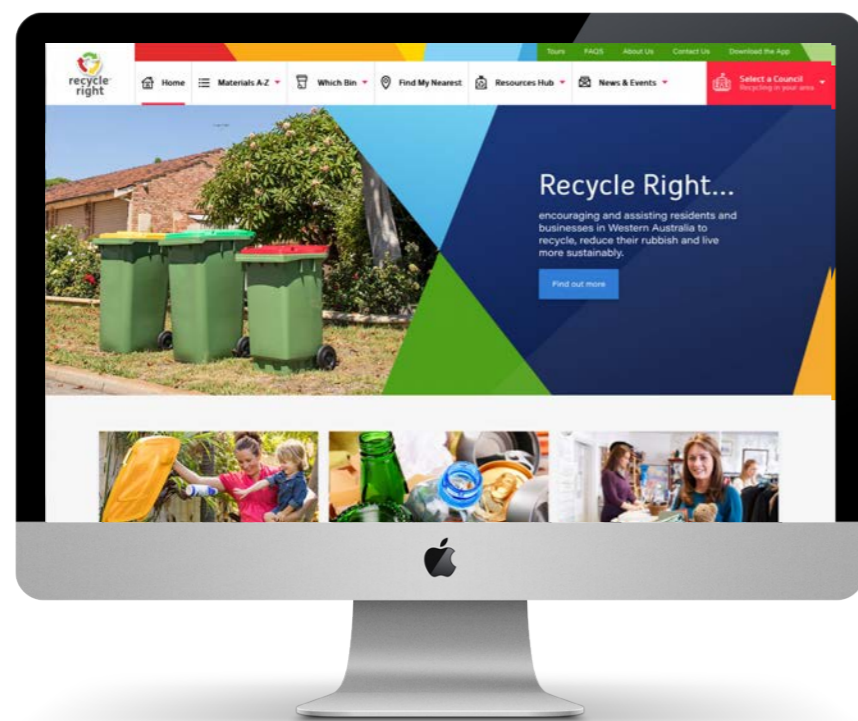 Tours FAQS About Us Contact Us Download the App
recycle
right
Home Materials A-Z Which Bin Find My Nearest Resources Hub News & Events Select a Council
Recycling in your area
Recycle Right...
encouraging and assisting residents and
businesses in Western Australia to
recycle, reduce their rubbish and live
more sustainably.
Find out more